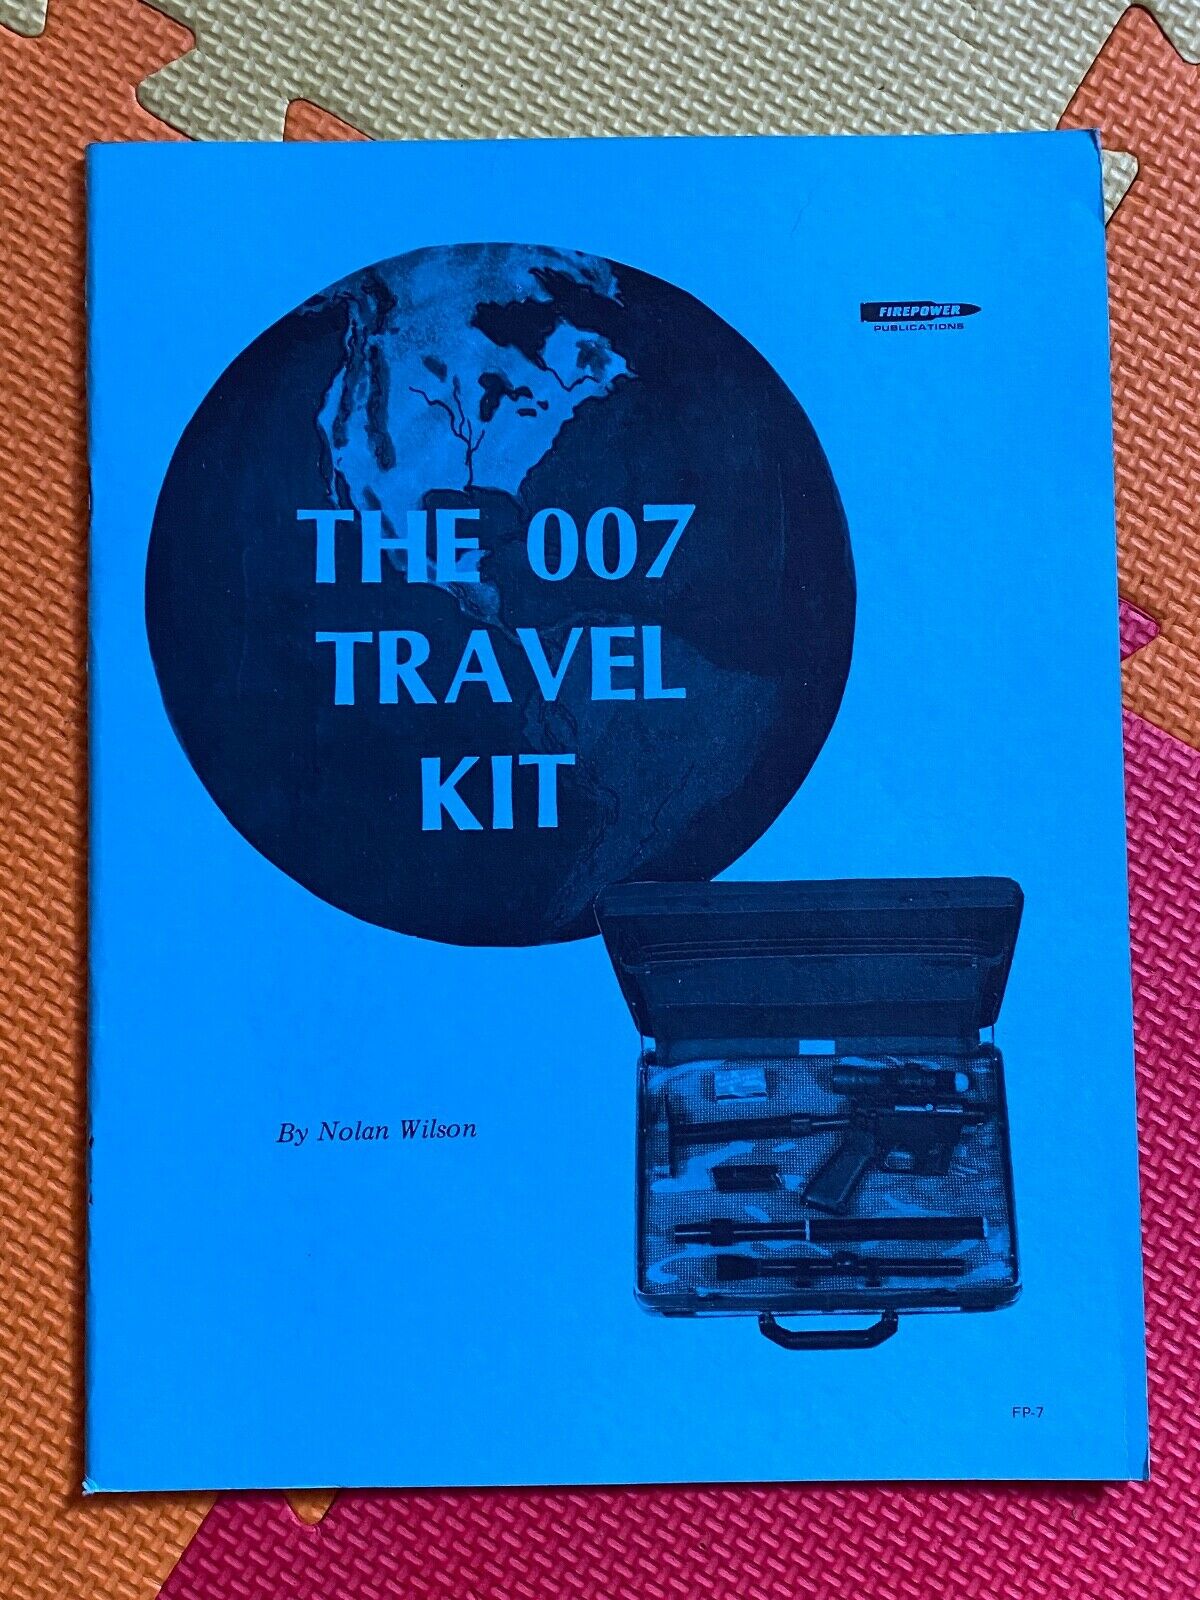 FIREPOWER
PUBLICATIONS
THE 007
TRAVEL
KIT
By Nolan Wilson
FP-7